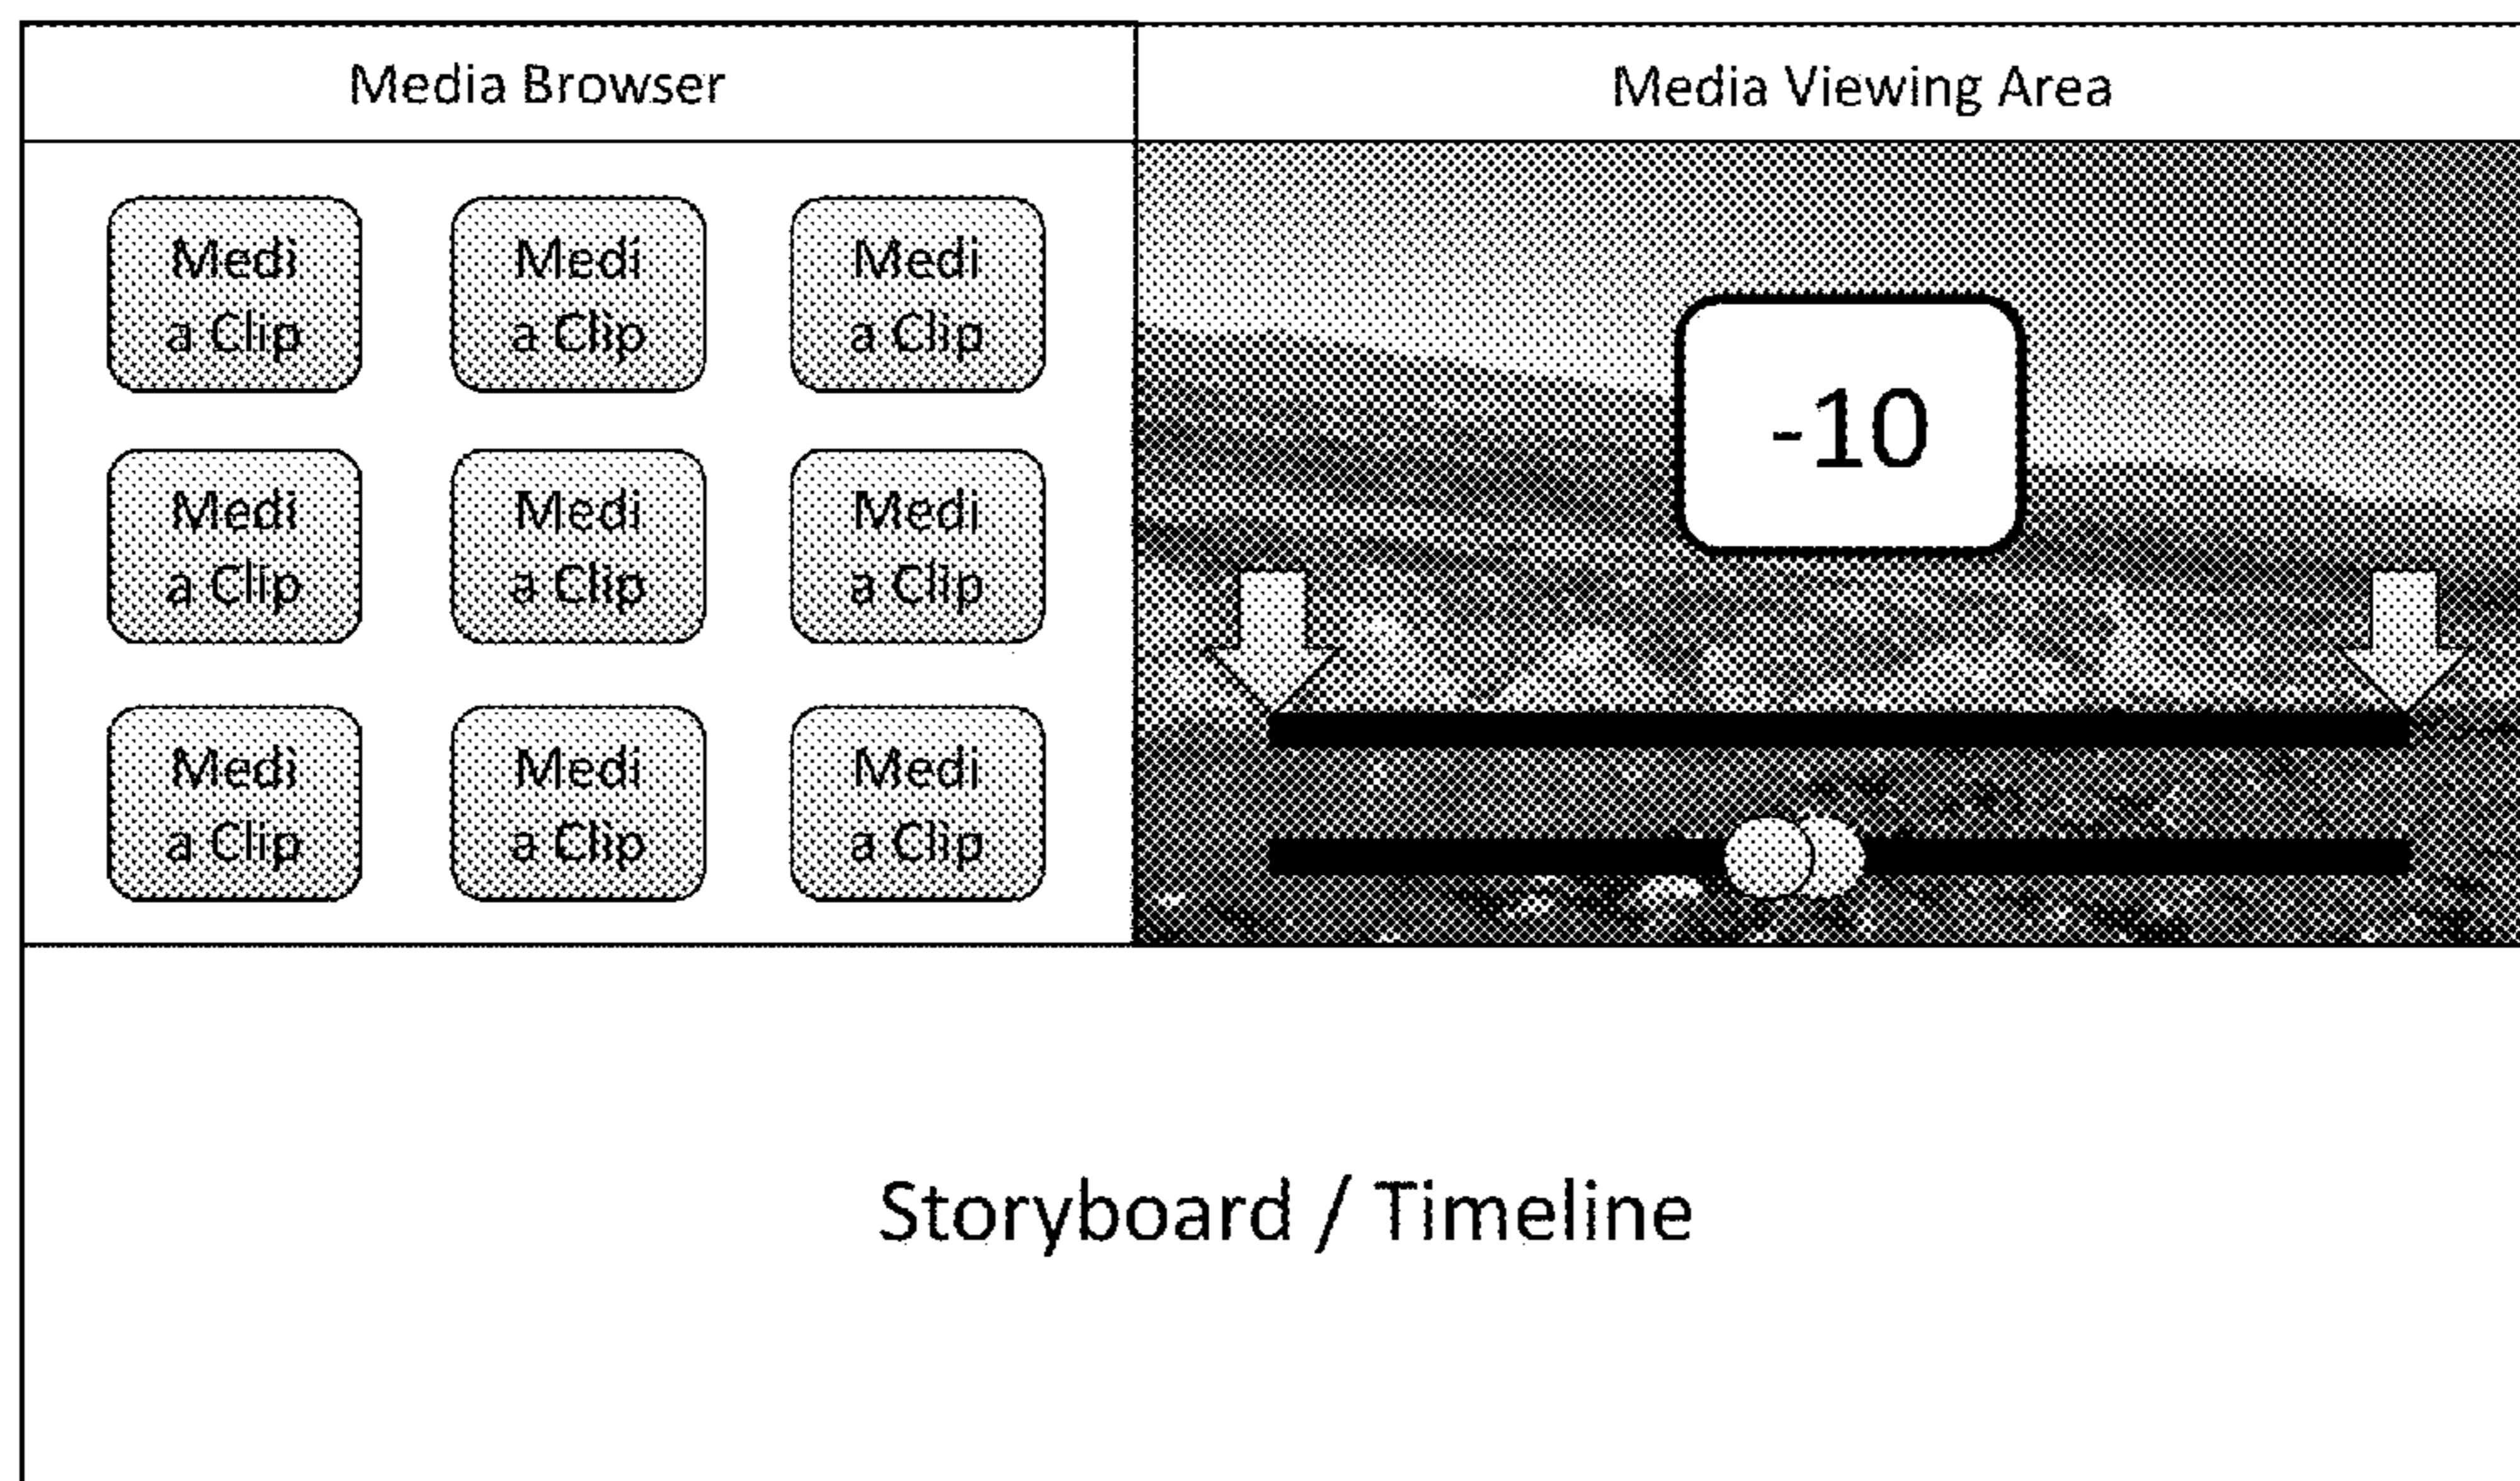 Media Browser
Media Viewing Area
Medi
a Clip
Medi
a Clip
Medi
a Clip
-10
Medi
a Clip
Medi
a Clip
Medi
a Clip
Medi
a Clip
Medi
a Clip
Medi
a Clip
Storyboard / Timeline